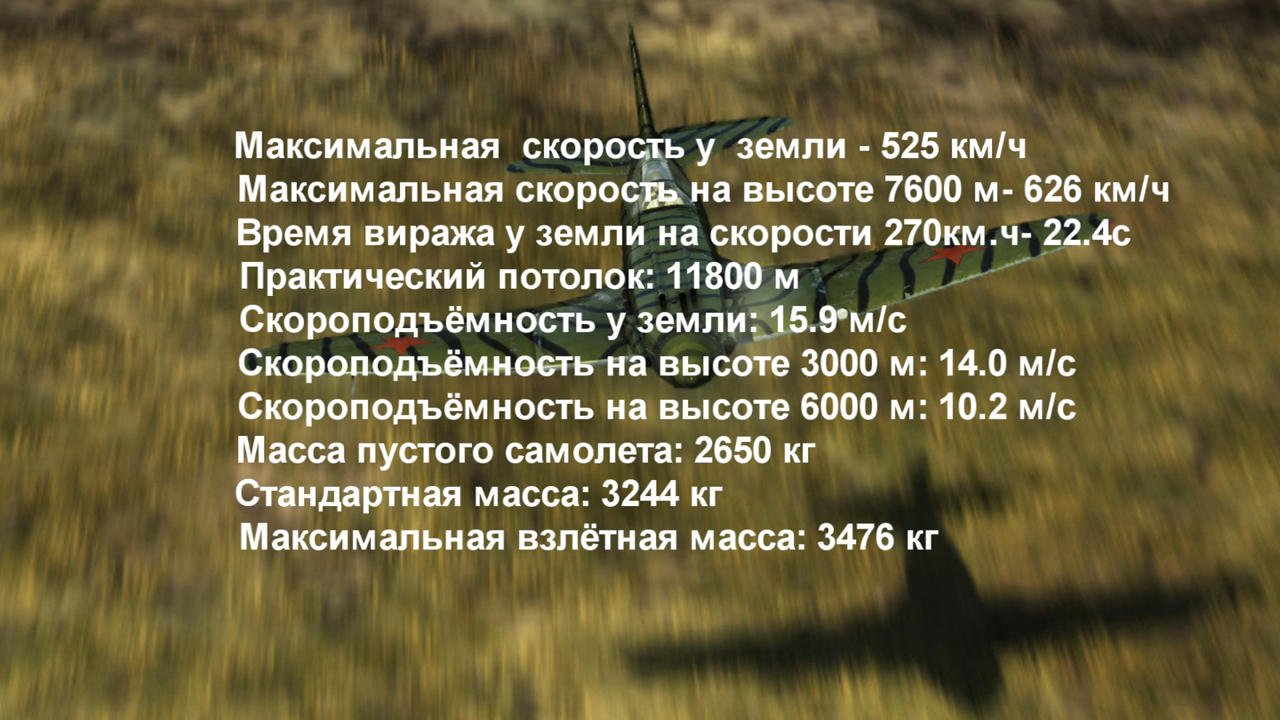 Максимальная скорость у земли - 525 км/ч
Максимальная скорость на высоте 7600 м- 626 км/ч
Время виража у земли на скорости 270км.ч- 22.4с
Практический потолок: 11800 м
Скороподъёмность у земли: 15.9 м/с
Скороподъёмность на высоте 3000 м: 14.0 м/с
Скороподъёмность на высоте 6000 м: 10.2 м/с
Масса пустого самолета: 2650 кг
Стандартная масса: 3244 кг
Максимальная взлётная масса: 3476 кг